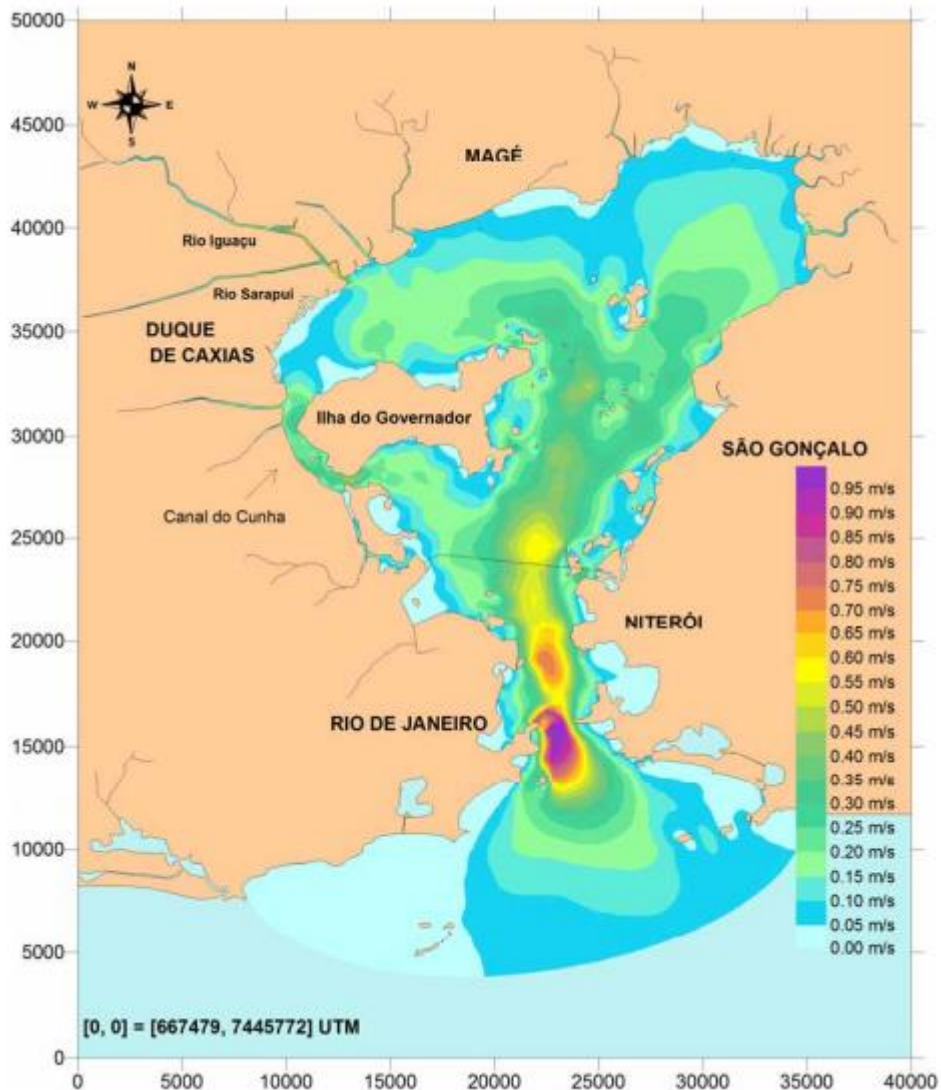 50000
45000
40000
35000
30000
25000
20000
15000
10000
5000
0
N
W E
S
MAGÉ
Rio Iguaçu
Rio Sarapuí
DUQUE
DE CAXIAS
Ilha do Governador
SÃO GONÇALO
Canal do Cunha
NITERÓI
RIO DE JANEIRO
0.95 m/s
0.90 m/s
0.85 m/s
0.80 m/s
0.75 m/s
0.70 m/s
0.65 m/s
0.60 m/s
0.55 m/s
0.50 m/s
0.45 m/s
0.40 m/s
0.35 m/s
0.30 m/s
0.25 m/s
0.20 m/s
0.15 m/s
0.10 m/s
0.05 m/s
0.00 m/s
[0, 0] = [667479, 7445772] UTM
0 5000 10000 15000 20000 25000 30000 35000 40000